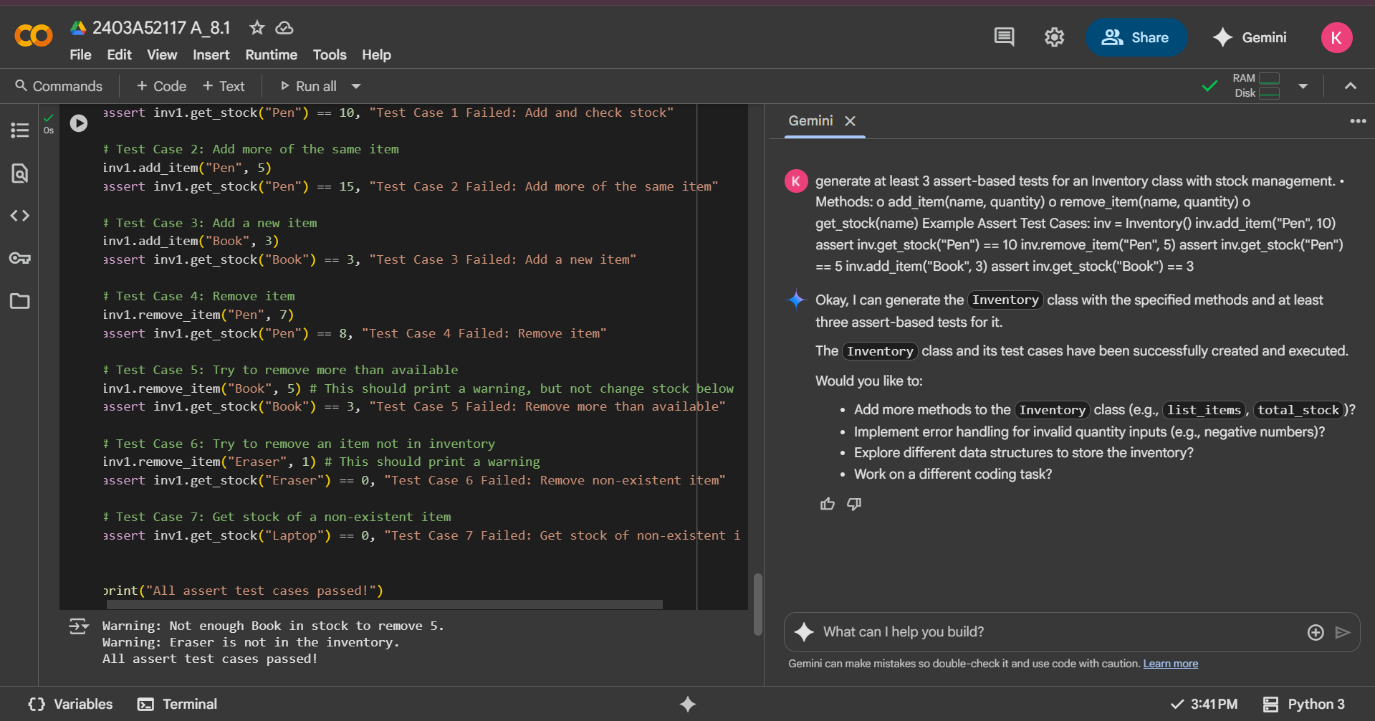 2403A52117 A_8.1
File Edit View Insert Runtime Tools Help
Share
Gemini
K
Commands + Code + Text Run all
RAM
Disk
0s
assert inv1.get_stock("Pen") == 10, "Test Case 1 Failed: Add and check stock"
# Test Case 2: Add more of the same item
inv1.add_item("Pen", 5)
assert inv1.get_stock("Pen") == 15, "Test Case 2 Failed: Add more of the same item"
# Test Case 3: Add a new item
inv1.add_item("Book", 3)
assert inv1.get_stock("Book") == 3, "Test Case 3 Failed: Add a new item"
# Test Case 4: Remove item
inv1.remove_item("Pen", 7)
assert inv1.get_stock("Pen") == 8, "Test Case 4 Failed: Remove item"
# Test Case 5: Try to remove more than available
inv1.remove_item("Book", 5) # This should print a warning, but not change stock below
assert inv1.get_stock("Book") == 3, "Test Case 5 Failed: Remove more than available"
# Test Case 6: Try to remove an item not in inventory
inv1.remove_item("Eraser", 1) # This should print a warning
assert inv1.get_stock("Eraser") == 0, "Test Case 6 Failed: Remove non-existent item"
# Test Case 7: Get stock of a non-existent item
assert inv1.get_stock("Laptop") == 0, "Test Case 7 Failed: Get stock of non-existent i
print("All assert test cases passed!")
Warning: Not enough Book in stock to remove 5.
Warning: Eraser is not in the inventory.
All assert test cases passed!
Gemini
K
generate at least 3 assert-based tests for an Inventory class with stock management. •
Methods: o add_item(name, quantity) o remove_item(name, quantity) o
get_stock(name) Example Assert Test Cases: inv = Inventory() inv.add_item("Pen", 10)
assert inv.get_stock("Pen") == 10 inv.remove_item("Pen", 5) assert inv.get_stock("Pen")
== 5 inv.add_item("Book", 3) assert inv.get_stock("Book") == 3
Okay, I can generate the Inventory class with the specified methods and at least
three assert-based tests for it.
The Inventory class and its test cases have been successfully created and executed.
Would you like to:
• Add more methods to the Inventory class (e.g., list_items, total_stock)?
• Implement error handling for invalid quantity inputs (e.g., negative numbers)?
• Explore different data structures to store the inventory?
• Work on a different coding task?
What can I help you build?
Gemini can make mistakes so double-check it and use code with caution. Learn more
Variables Terminal
3:41 PM Python 3